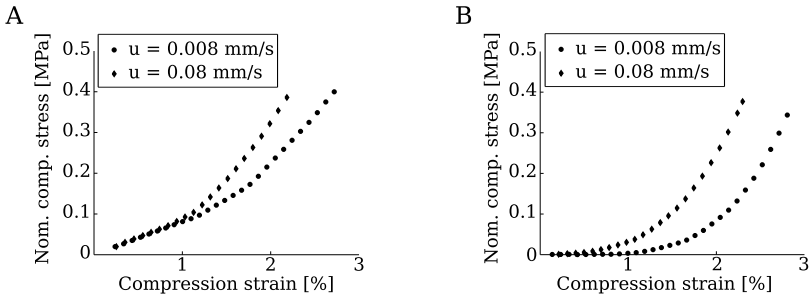 A
u = 0.008 mm/s
u = 0.08 mm/s
Nom. comp. stress [MPa]
0.5
0.4
0.3
0.2
0.1
0
1
2
3
Compression strain [%]
B
u = 0.008 mm/s
u = 0.08 mm/s
Nom. comp. stress [MPa]
0.5
0.4
0.3
0.2
0.1
0
1
2
3
Compression strain [%]